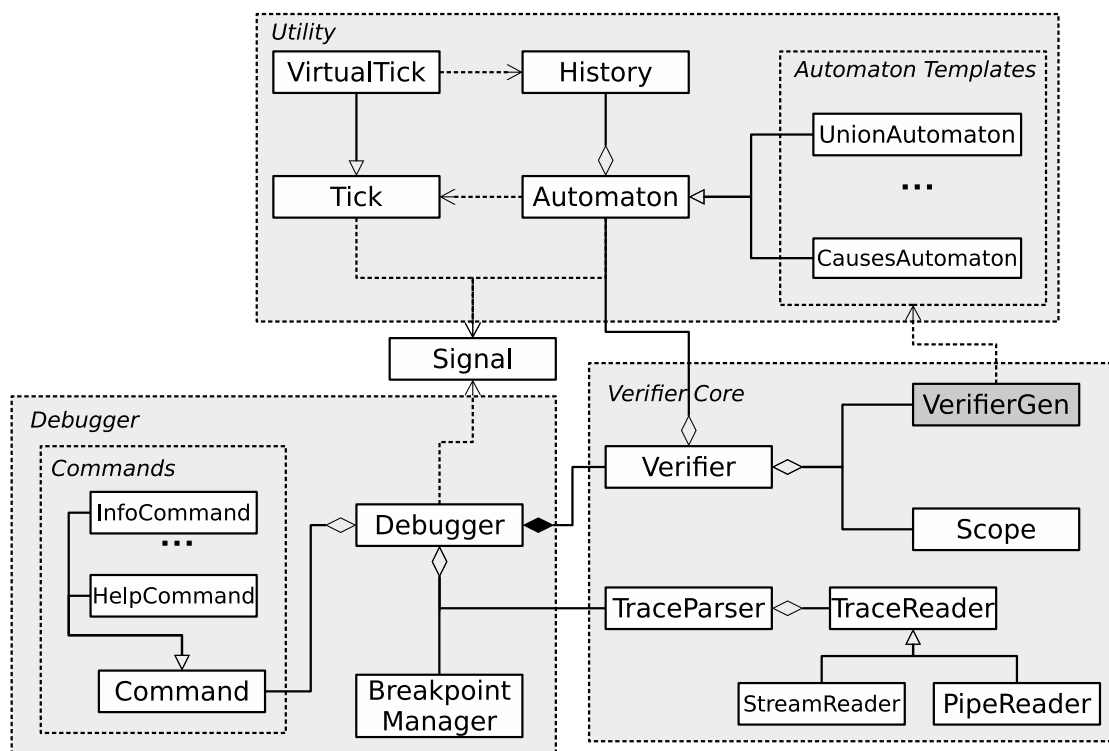 Utility
VirtualTick
History
Automaton Templates
UnionAutomaton
...
Tick
Automaton
CausesAutomaton
Signal
Verifier Core
VerifierGen
Debugger
Commands
Verifier
InfoCommand
...
Debugger
Scope
HelpCommand
TraceParser
TraceReader
Command
Breakpoint
Manager
StreamReader
PipeReader